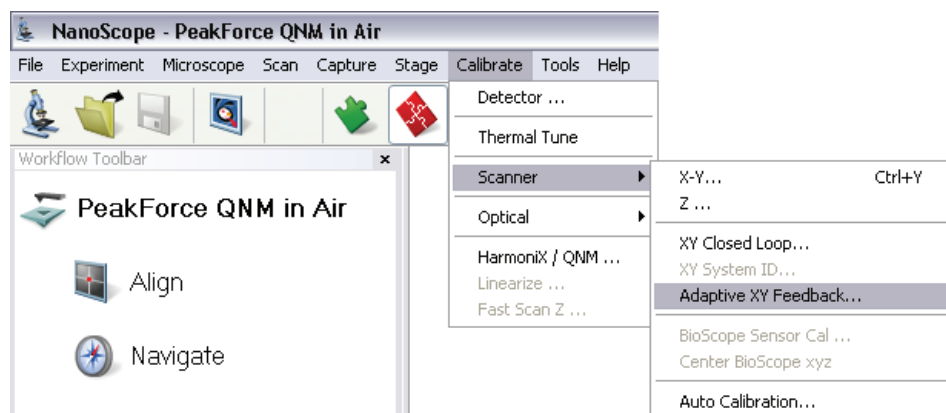 NanoScope - PeakForce QNM in Air
File Experiment Microscope Scan Capture Stage Calibrate Tools Help
Workflow Toolbar x
PeakForce QNM in Air
Align
Navigate
Detector ...
Thermal Tune
Scanner
Optical
HarmoniX / QNM ...
Linearize ...
Fast Scan Z ...
X-Y... Ctrl+Y
Z ...
XY Closed Loop...
XY System ID...
Adaptive XY Feedback...
BioScope Sensor Cal ...
Center BioScope xyz
Auto Calibration...